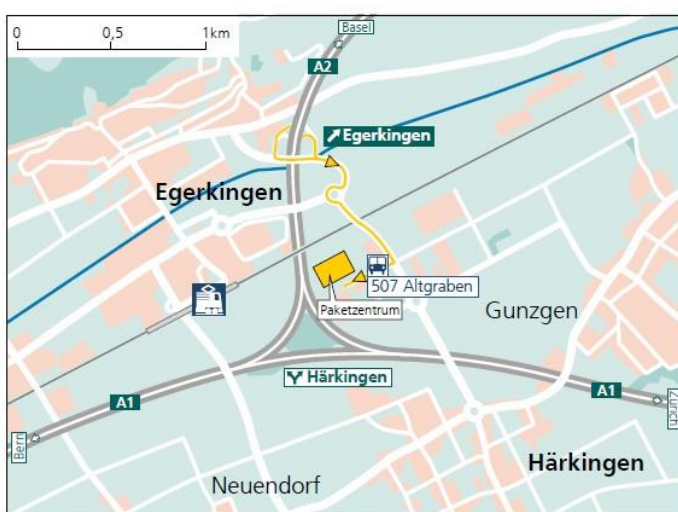 0 0,5 1km
Basel
A2
Egerkingen
Egerkingen
507 Altgraben
Paketzentrum
Gunzgen
Härkingen
A1
A1
Zürich
Bern
Härkingen
Neuendorf